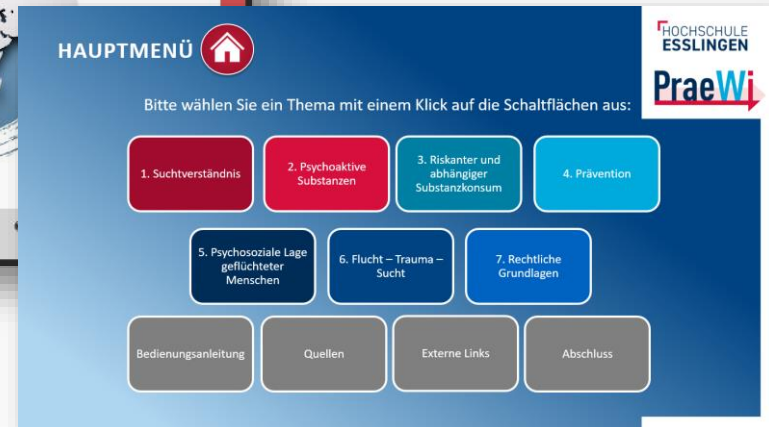 HAUPTMENÜ
HOCHSCHULE
ESSLINGEN
PraeWi
Bitte wählen Sie ein Thema mit einem Klick auf die Schaltflächen aus:
1. Suchtverständnis
2. Psychoaktive
Substanzen
3. Riskanter und
abhängiger
Substanzkonsum
4. Prävention
5. Psychosoziale Lage
geflüchteter
Menschen
6. Flucht – Trauma –
Sucht
7. Rechtliche
Grundlagen
Bedienungsanleitung
Quellen
Externe Links
Abschluss